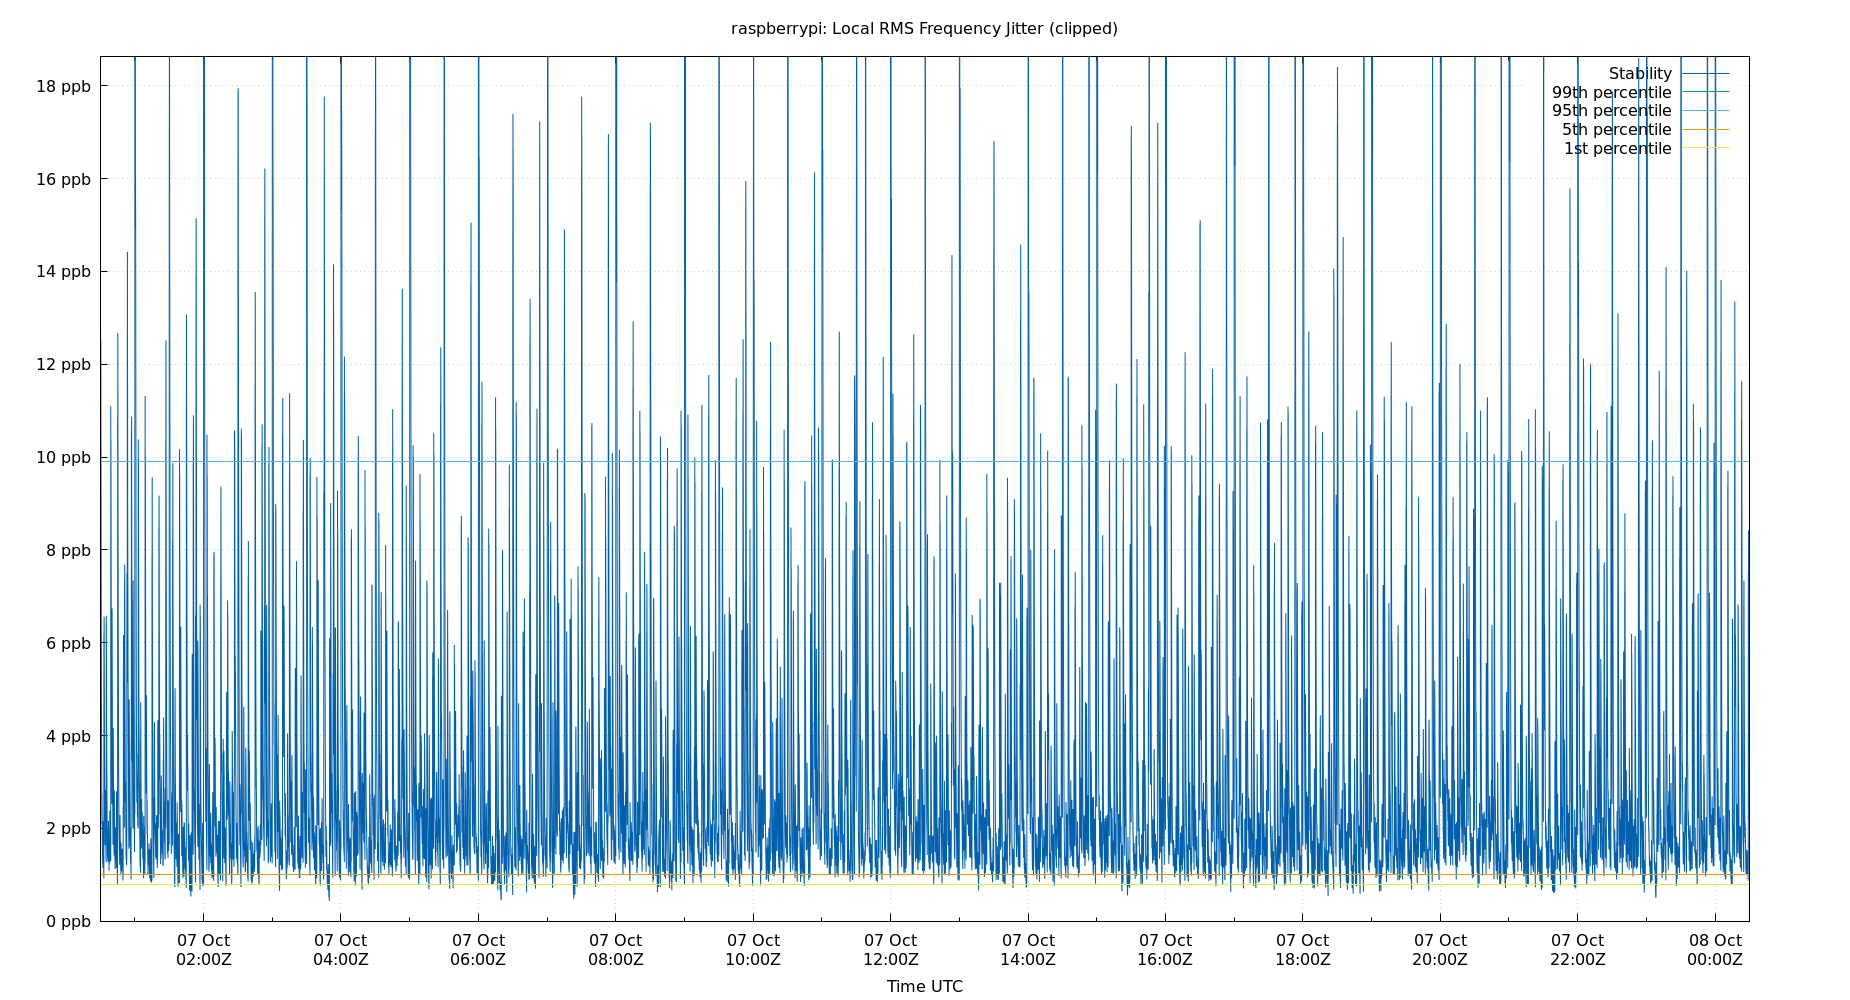 raspberrypi: Local RMS Frequency Jitter (clipped)
18 ppb
16 ppb
14 ppb
12 ppb
10 ppb
8 ppb
6 ppb
4 ppb
2 ppb
0 ppb
Stability
99th percentile
95th percentile
5th percentile
1st percentile
07 Oct 07 Oct 07 Oct 07 Oct 07 Oct 07 Oct 07 Oct 07 Oct 07 Oct 07 Oct 07 Oct 08 Oct
02:00Z 04:00Z 06:00Z 08:00Z 10:00Z 12:00Z 14:00Z 16:00Z 18:00Z 20:00Z 22:00Z 00:00Z
Time UTC